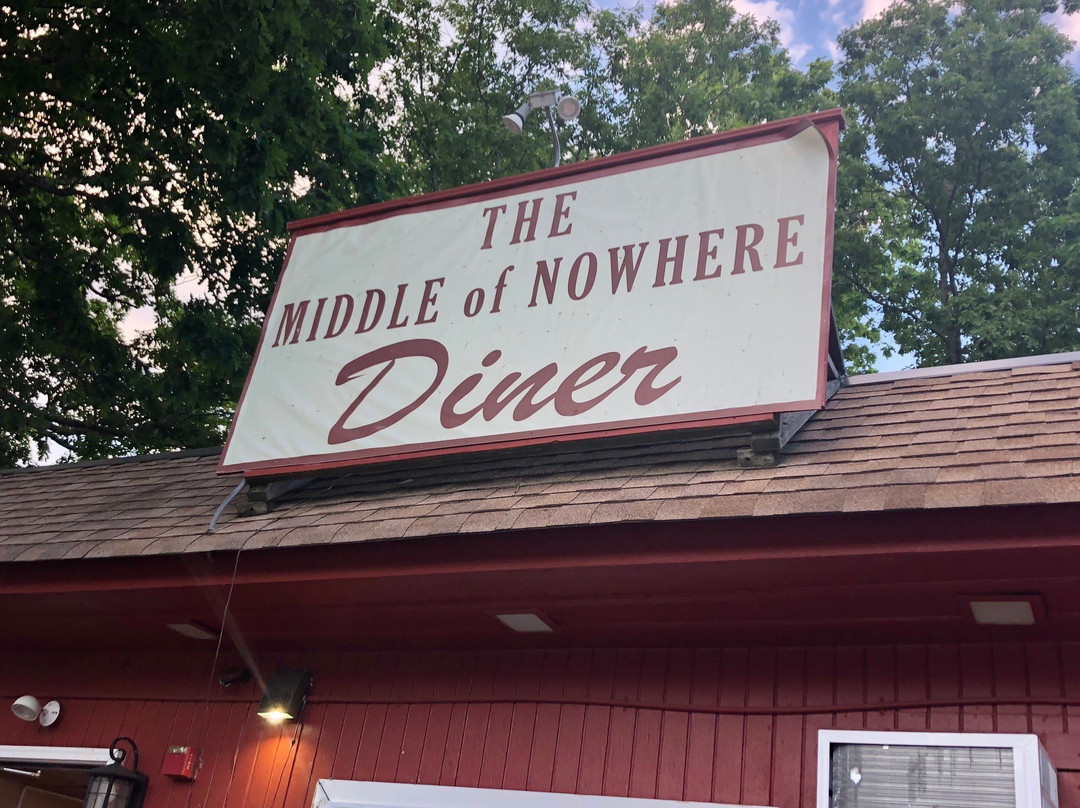 THE
MIDDLE of NOWHERE
Diner